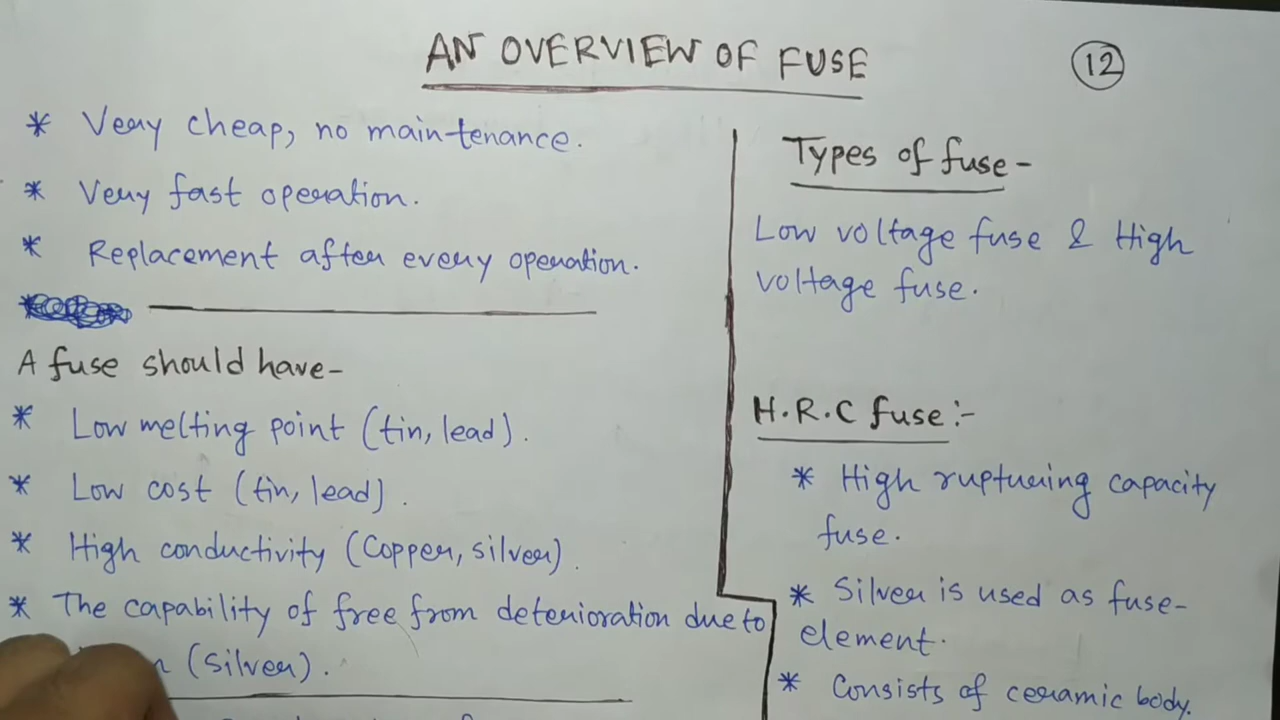 AN OVERVIEW OF FUSE
12
* Very cheap, no maintenance.
* Very fast operation.
* Replacement after every operation.
A fuse should have-
* Low melting point (tin, lead).
* Low cost (tin, lead).
* High conductivity (Copper, silver).
* The capability of free from deterioration due to
(Silver).
Types of fuse-
Low voltage fuse & High
voltage fuse.
H.R.C fuse:-
* High rupturing capacity
fuse.
* Silver is used as fuse-
element.
* Consists of ceramic body.